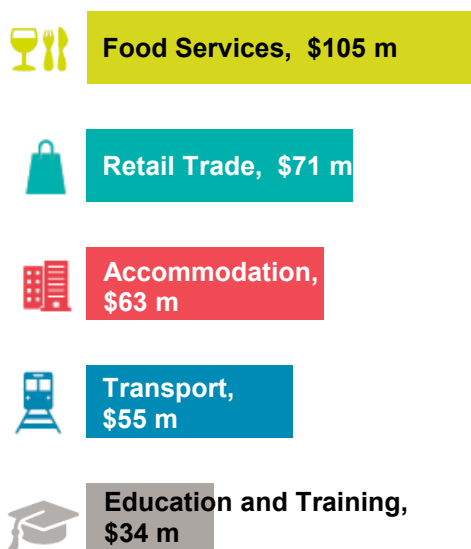 Food Services,  $105 m
Retail Trade,  $71 m
Accommodation,
$63 m
Transport,
$55 m
Education and Training,
$34 m